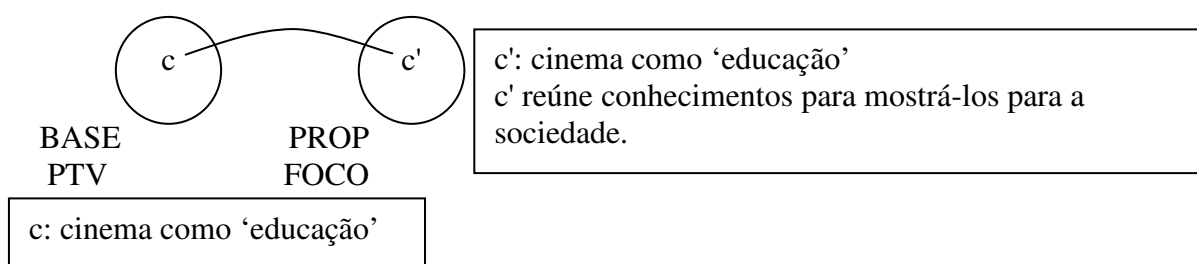 c
c'
c': cinema como ‘educação’
c' reúne conhecimentos para mostrá-los para a
sociedade.
BASE
PROP
PTV
FOCO
c: cinema como ‘educação’